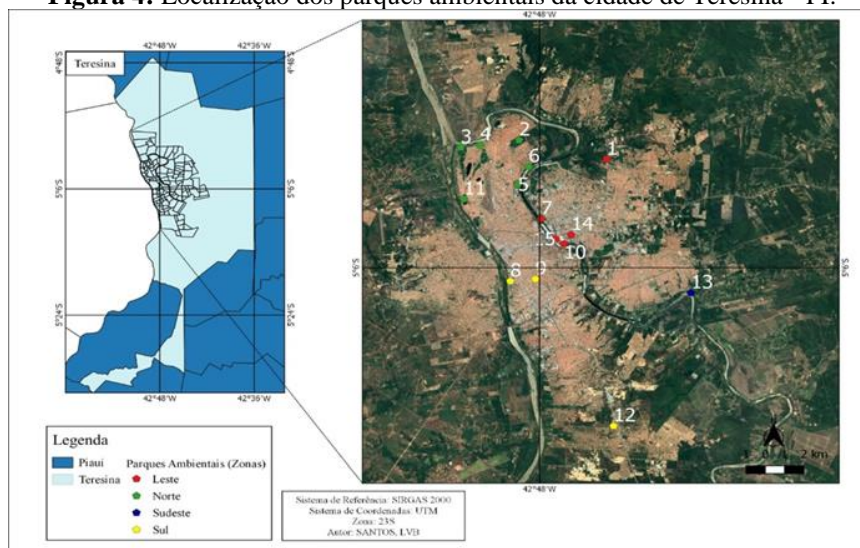 Figura 4: Localização dos parques ambientais da cidade de Teresina - PI.
42°48'W 42°36'W
Teresina
4°48'S
4°48'S
5°6'S
5°6'S
5°24'S
5°24'S
42°48'W 42°36'W
42°48'W
1
2
3
4
6
5
11
7
14
10
5°6'S
5°6'S
8
9
13
12
2 km
42°48'W
Legenda
Piauí
Teresina
Parques Ambientais (Zonas)
Leste
Norte
Sudeste
Sul
Sistema de Referência: SIRGAS 2000
Sistema de Coordenadas: UTM
Zona: 23S
Autor: SANTOS, LVB